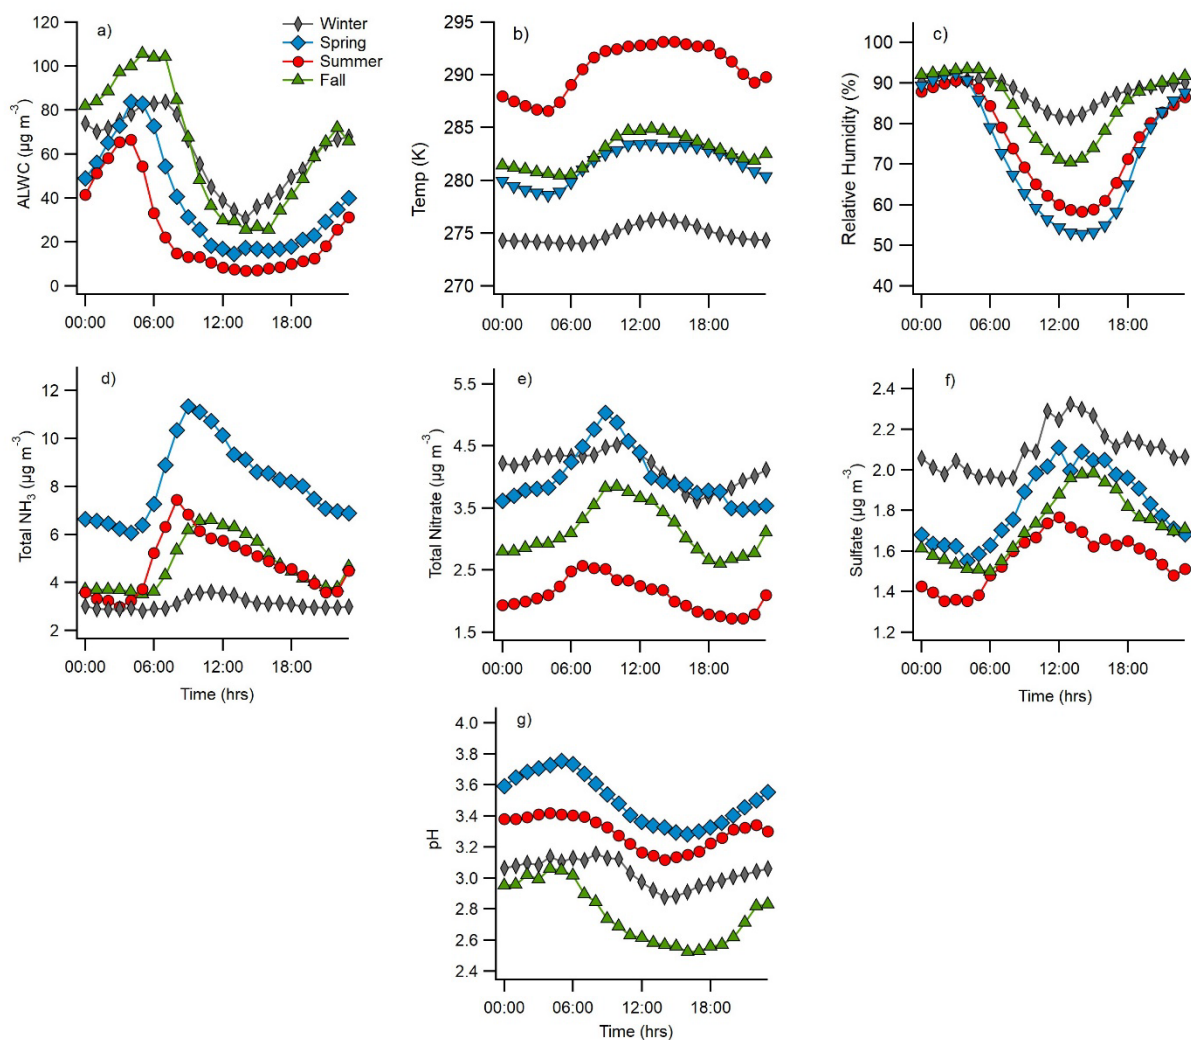 a)
Winter
Spring
Summer
Fall
ALWC (µg m⁻³)
120
100
80
60
40
20
0
00:00 06:00 12:00 18:00
b)
Temp (K)
295
290
285
280
275
270
00:00 06:00 12:00 18:00
c)
Relative Humidity (%)
100
90
80
70
60
50
40
00:00 06:00 12:00 18:00
d)
Total NH₃ (µg m⁻³)
12
10
8
6
4
2
00:00 06:00 12:00 18:00
Time (hrs)
e)
Total Nitrate (µg m⁻³)
5.5
4.5
3.5
2.5
1.5
00:00 06:00 12:00 18:00
f)
Sulfate (µg m⁻³)
2.4
2.2
2.0
1.8
1.6
1.4
1.2
00:00 06:00 12:00 18:00
Time (hrs)
g)
pH
4.0
3.8
3.6
3.4
3.2
3.0
2.8
2.6
2.4
00:00 06:00 12:00 18:00
Time (hrs)